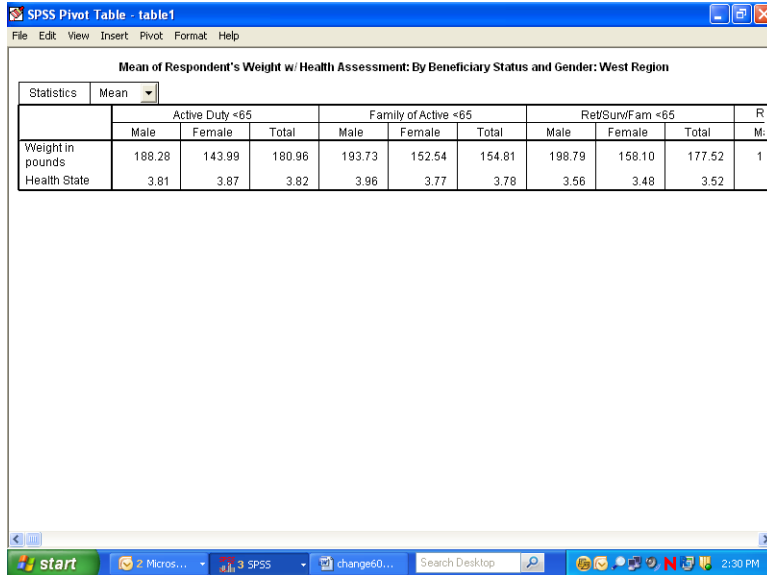 SPSS Pivot Table - table1
File Edit View Insert Pivot Format Help
Mean of Respondent's Weight w/ Health Assessment: By Beneficiary Status and Gender: West Region
Statistics Mean
Active Duty <65 Family of Active <65 Ret/Surv/Fam <65 R
Male Female Total Male Female Total Male Female Total M
Weight in pounds 188.28 143.99 180.96 193.73 152.54 154.81 198.79 158.10 177.52 1
Health State 3.81 3.87 3.82 3.96 3.77 3.78 3.56 3.48 3.52
start 2 Micros... 3 SPSS change60... Search Desktop N 2:30 PM